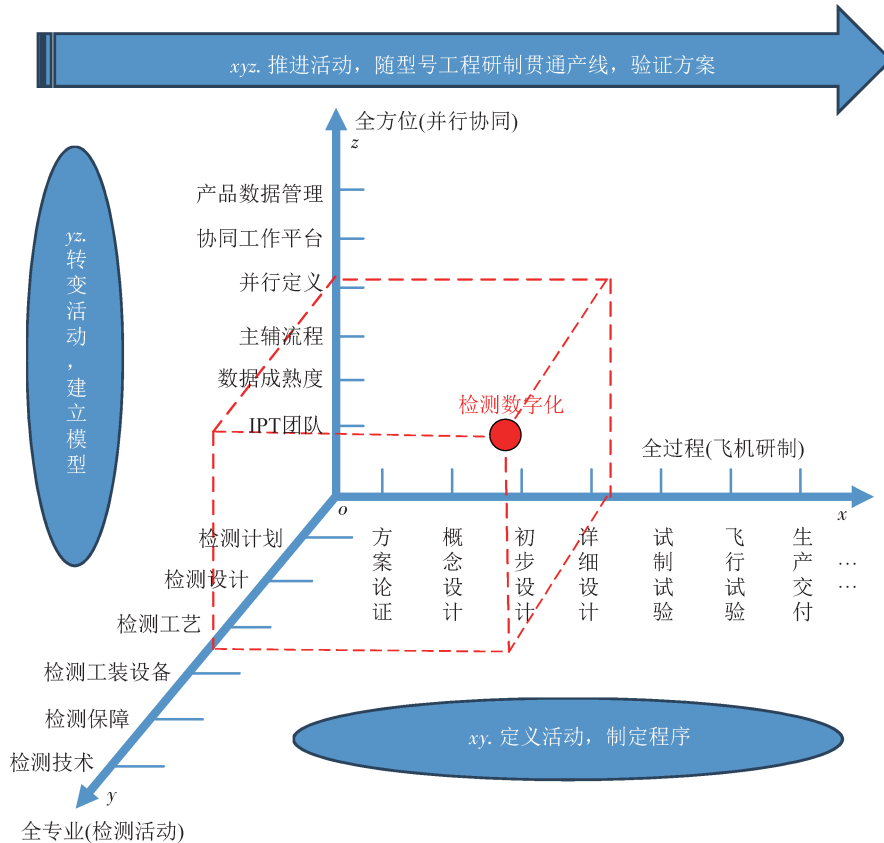 xyz. 推进活动，随型号工程研制贯通产线，验证方案
全方位(并行协同)
z
产品数据管理
协同工作平台
并行定义
主辅流程
数据成熟度
IPT团队
yz.
转变活动，建立模型
检测数字化
全过程(飞机研制)
o
x
方案论证
概念设计
初步设计
详细设计
试制试验
飞行试验
生产交付
……
……
检测计划
检测设计
检测工艺
检测工装设备
检测保障
检测技术
y
全专业(检测活动)
xy. 定义活动，制定程序